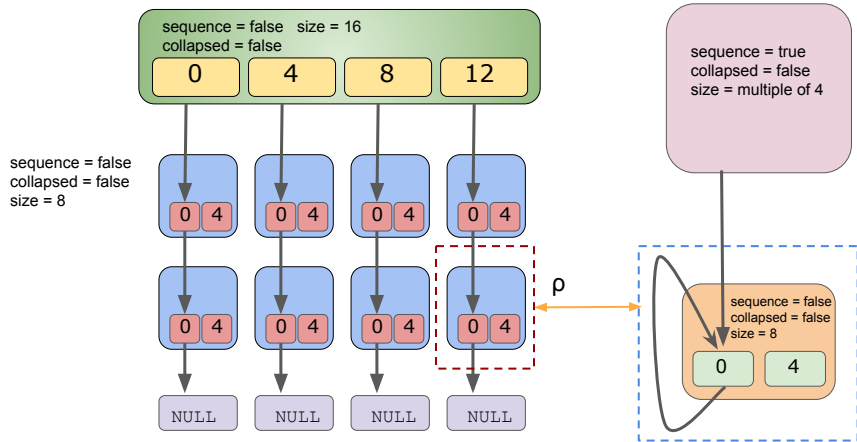 sequence = false size = 16
collapsed = false
0 4 8 12
sequence = false
collapsed = false
size = 8
0 4 0 4 0 4 0 4
0 4 0 4 0 4 0 4
NULL NULL NULL NULL
ρ
sequence = true
collapsed = false
size = multiple of 4
sequence = false
collapsed = false
size = 8
0 4